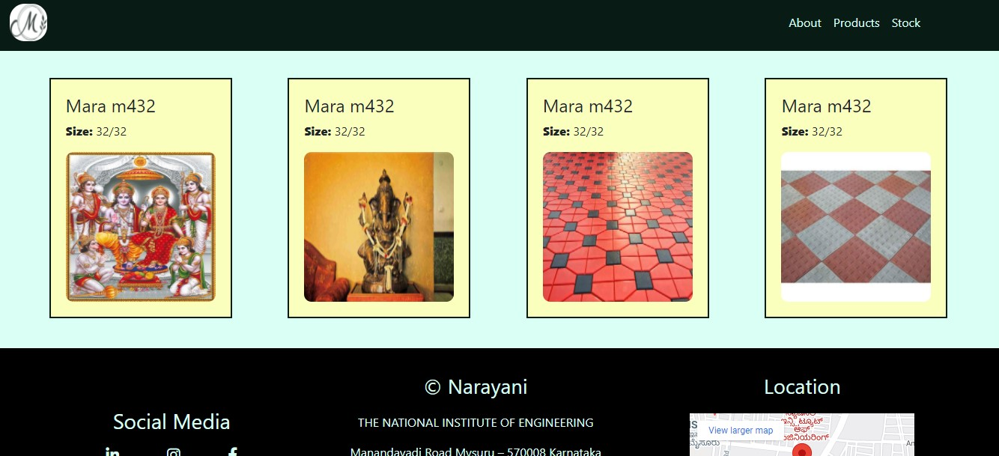 M
About Products Stock
Mara m432
Size: 32/32
Mara m432
Size: 32/32
Mara m432
Size: 32/32
Mara m432
Size: 32/32
Social Media
© Narayani
THE NATIONAL INSTITUTE OF ENGINEERING
Manandavadi Road Mysuru – 570008 Karnataka
Location
View larger map
ಮೈಸೂರು
ಆಫ್